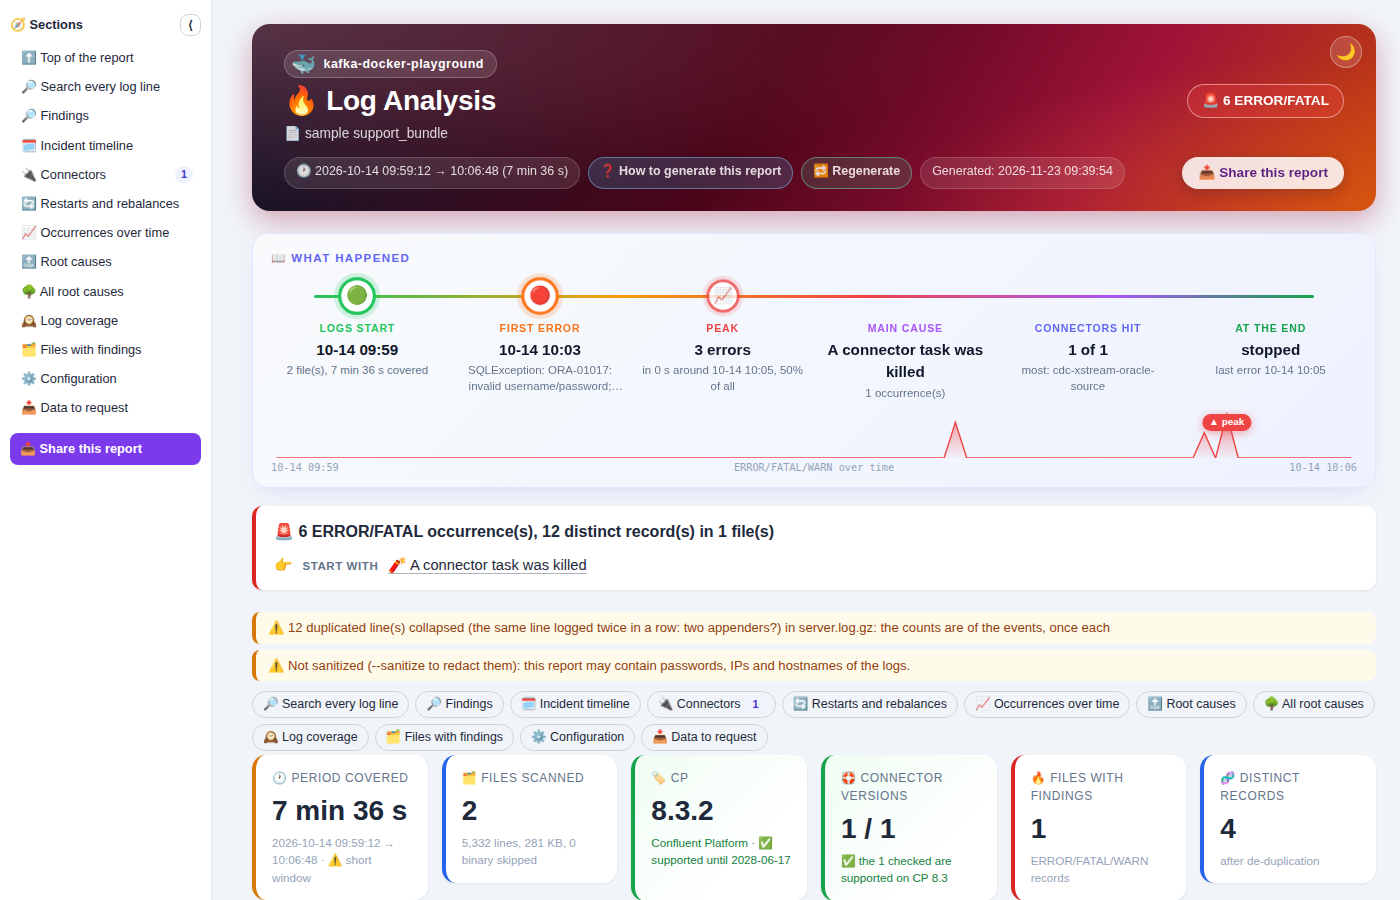 Sections
⟨
Top of the report
Search every log line
Findings
Incident timeline
Connectors 1
Restarts and rebalances
Occurrences over time
Root causes
All root causes
Log coverage
Files with findings
Configuration
Data to request
Share this report
kafka-docker-playground
Log Analysis
6 ERROR/FATAL
sample support_bundle
2026-10-14 09:59:12 → 10:06:48 (7 min 36 s)
How to generate this report
Regenerate
Generated: 2026-11-23 09:39:54
Share this report
WHAT HAPPENED
LOGS START
10-14 09:59
2 file(s), 7 min 36 s covered
FIRST ERROR
10-14 10:03
SQLException: ORA-01017:
invalid username/password;…
PEAK
3 errors
in 0 s around 10-14 10:05, 50%
of all
MAIN CAUSE
A connector task was
killed
1 occurrence(s)
CONNECTORS HIT
1 of 1
most: cdc-xstream-oracle-
source
AT THE END
stopped
last error 10-14 10:05
▲ peak
10-14 09:59
ERROR/FATAL/WARN over time
10-14 10:06
6 ERROR/FATAL occurrence(s), 12 distinct record(s) in 1 file(s)
START WITH A connector task was killed
12 duplicated line(s) collapsed (the same line logged twice in a row: two appenders?) in server.log.gz: the counts are of the events, once each
Not sanitized (--sanitize to redact them): this report may contain passwords, IPs and hostnames of the logs.
Search every log line
Findings
Incident timeline
Connectors 1
Restarts and rebalances
Occurrences over time
Root causes
All root causes
Log coverage
Files with findings
Configuration
Data to request
PERIOD COVERED
7 min 36 s
2026-10-14 09:59:12 →
10:06:48 · ⚠️ short
window
FILES SCANNED
2
5,332 lines, 281 KB, 0
binary skipped
CP
8.3.2
Confluent Platform · ✅
supported until 2028-06-17
CONNECTOR
VERSIONS
1 / 1
✅ the 1 checked are
supported on CP 8.3
FILES WITH
FINDINGS
1
ERROR/FATAL/WARN
records
DISTINCT
RECORDS
4
after de-duplication